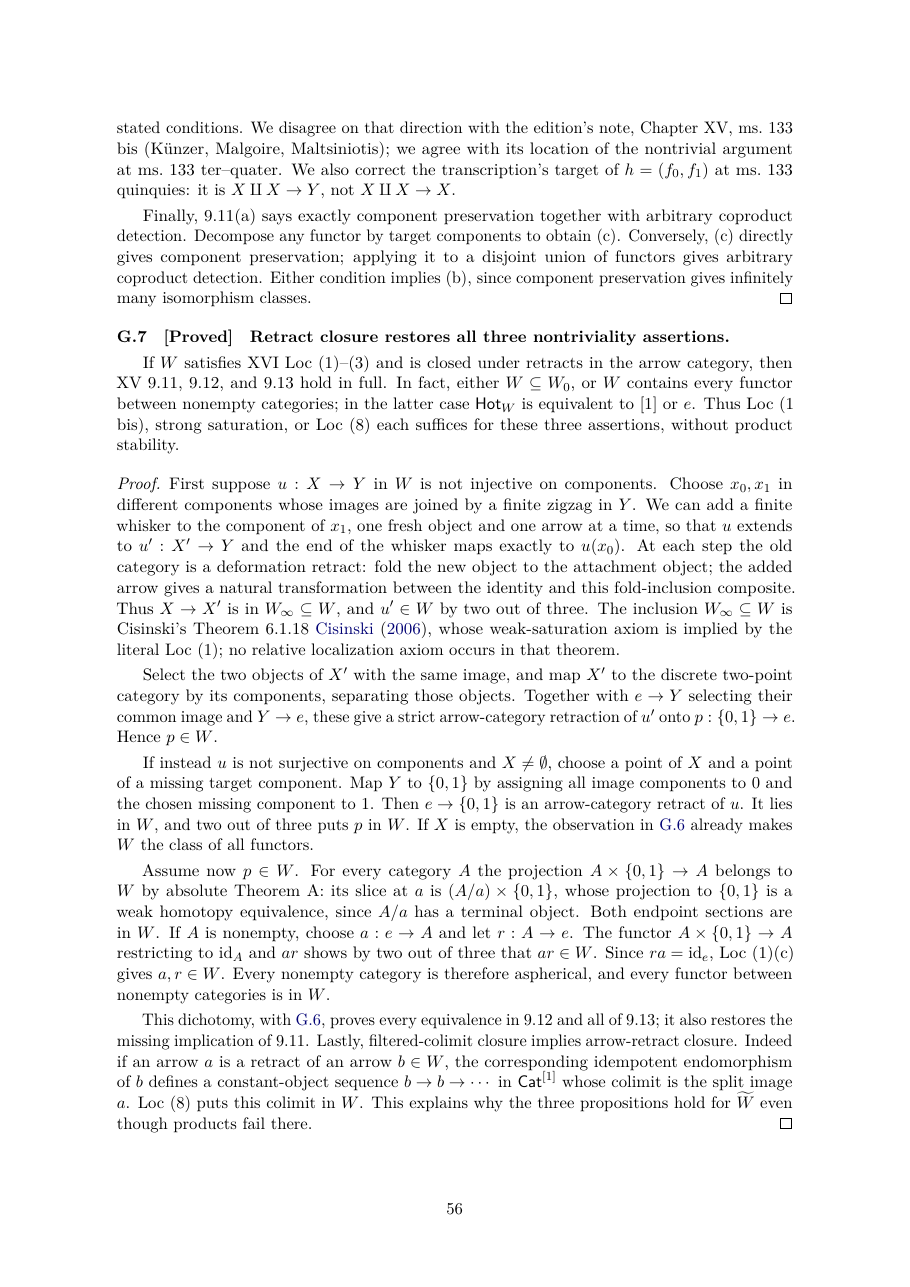 stated conditions. We disagree on that direction with the edition’s note, Chapter XV, ms. 133
bis (Künzer, Malgoire, Maltsiniotis); we agree with its location of the nontrivial argument
at ms. 133 ter–quater. We also correct the transcription’s target of h = (f₀, f₁) at ms. 133
quinquies: it is X ⨿ X → Y, not X ⨿ X → X.
Finally, 9.11(a) says exactly component preservation together with arbitrary coproduct
detection. Decompose any functor by target components to obtain (c). Conversely, (c) directly
gives component preservation; applying it to a disjoint union of functors gives arbitrary
coproduct detection. Either condition implies (b), since component preservation gives infinitely
many isomorphism classes. □
G.7 [Proved] Retract closure restores all three nontriviality assertions.
If W satisfies XVI Loc (1)–(3) and is closed under retracts in the arrow category, then
XV 9.11, 9.12, and 9.13 hold in full. In fact, either W ⊆ W₀, or W contains every functor
between nonempty categories; in the latter case Hot_W is equivalent to [1] or e. Thus Loc (1
bis), strong saturation, or Loc (8) each suffices for these three assertions, without product
stability.
Proof. First suppose u : X → Y in W is not injective on components. Choose x₀, x₁ in
different components whose images are joined by a finite zigzag in Y. We can add a finite
whisker to the component of x₁, one fresh object and one arrow at a time, so that u extends
to u′ : X′ → Y and the end of the whisker maps exactly to u(x₀). At each step the old
category is a deformation retract: fold the new object to the attachment object; the added
arrow gives a natural transformation between the identity and this fold-inclusion composite.
Thus X → X′ is in W_∞ ⊆ W, and u′ ∈ W by two out of three. The inclusion W_∞ ⊆ W is
Cisinski’s Theorem 6.1.18 Cisinski (2006), whose weak-saturation axiom is implied by the
literal Loc (1); no relative localization axiom occurs in that theorem.
Select the two objects of X′ with the same image, and map X′ to the discrete two-point
category by its components, separating those objects. Together with e → Y selecting their
common image and Y → e, these give a strict arrow-category retraction of u′ onto p : {0, 1} → e.
Hence p ∈ W.
If instead u is not surjective on components and X ≠ ∅, choose a point of X and a point
of a missing target component. Map Y to {0, 1} by assigning all image components to 0 and
the chosen missing component to 1. Then e → {0, 1} is an arrow-category retract of u. It lies
in W, and two out of three puts p in W. If X is empty, the observation in G.6 already makes
W the class of all functors.
Assume now p ∈ W. For every category A the projection A × {0, 1} → A belongs to
W by absolute Theorem A: its slice at a is (A/a) × {0, 1}, whose projection to {0, 1} is a
weak homotopy equivalence, since A/a has a terminal object. Both endpoint sections are
in W. If A is nonempty, choose a : e → A and let r : A → e. The functor A × {0, 1} → A
restricting to id_A and ar shows by two out of three that ar ∈ W. Since ra = id_e, Loc (1)(c)
gives a, r ∈ W. Every nonempty category is therefore aspherical, and every functor between
nonempty categories is in W.
This dichotomy, with G.6, proves every equivalence in 9.12 and all of 9.13; it also restores the
missing implication of 9.11. Lastly, filtered-colimit closure implies arrow-retract closure. Indeed
if an arrow a is a retract of an arrow b ∈ W, the corresponding idempotent endomorphism
of b defines a constant-object sequence b → b → ⋯ in Cat^[1] whose colimit is the split image
a. Loc (8) puts this colimit in W. This explains why the three propositions hold for W̃ even
though products fail there. □
56